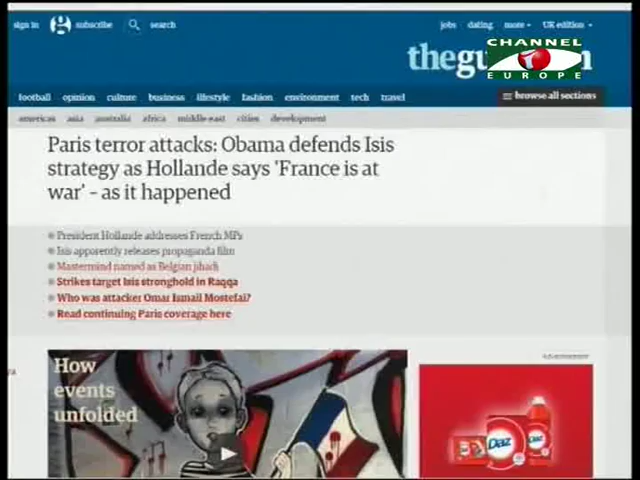 sign in subscribe search jobs dating more UK edition
CHANNEL
i
EUROPE
football opinion culture business lifestyle fashion environment tech travel
browse all sections
americas asia australia africa middle east cities development
Paris terror attacks: Obama defends Isis
strategy as Hollande says 'France is at
war' – as it happened
President Hollande addresses French MPs
Isis apparently releases propaganda film
Mastermind named as Belgian jihadi
Strikes target Isis stronghold in Raqqa
Who was attacker Omar Ismail Mostefai?
Read continuing Paris coverage here
How
events
unfolded
Advertisement
Daz
Daz